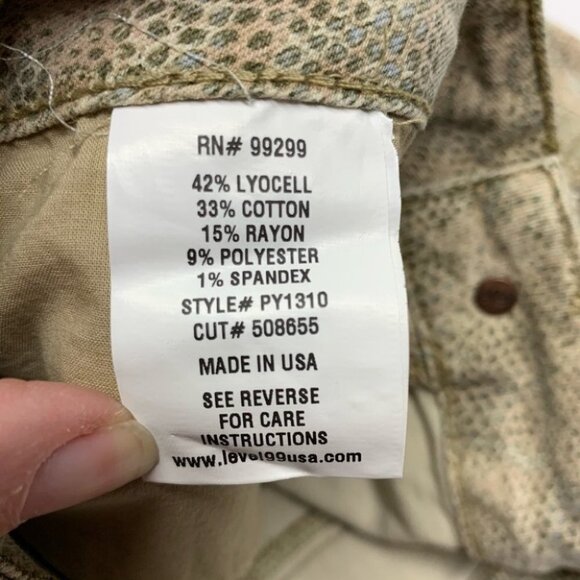 RN# 99299
42% LYOCELL
33% COTTON
15% RAYON
9% POLYESTER
1% SPANDEX
STYLE# PY1310
CUT# 508655
MADE IN USA
SEE REVERSE
FOR CARE
INSTRUCTIONS
www.level99usa.com